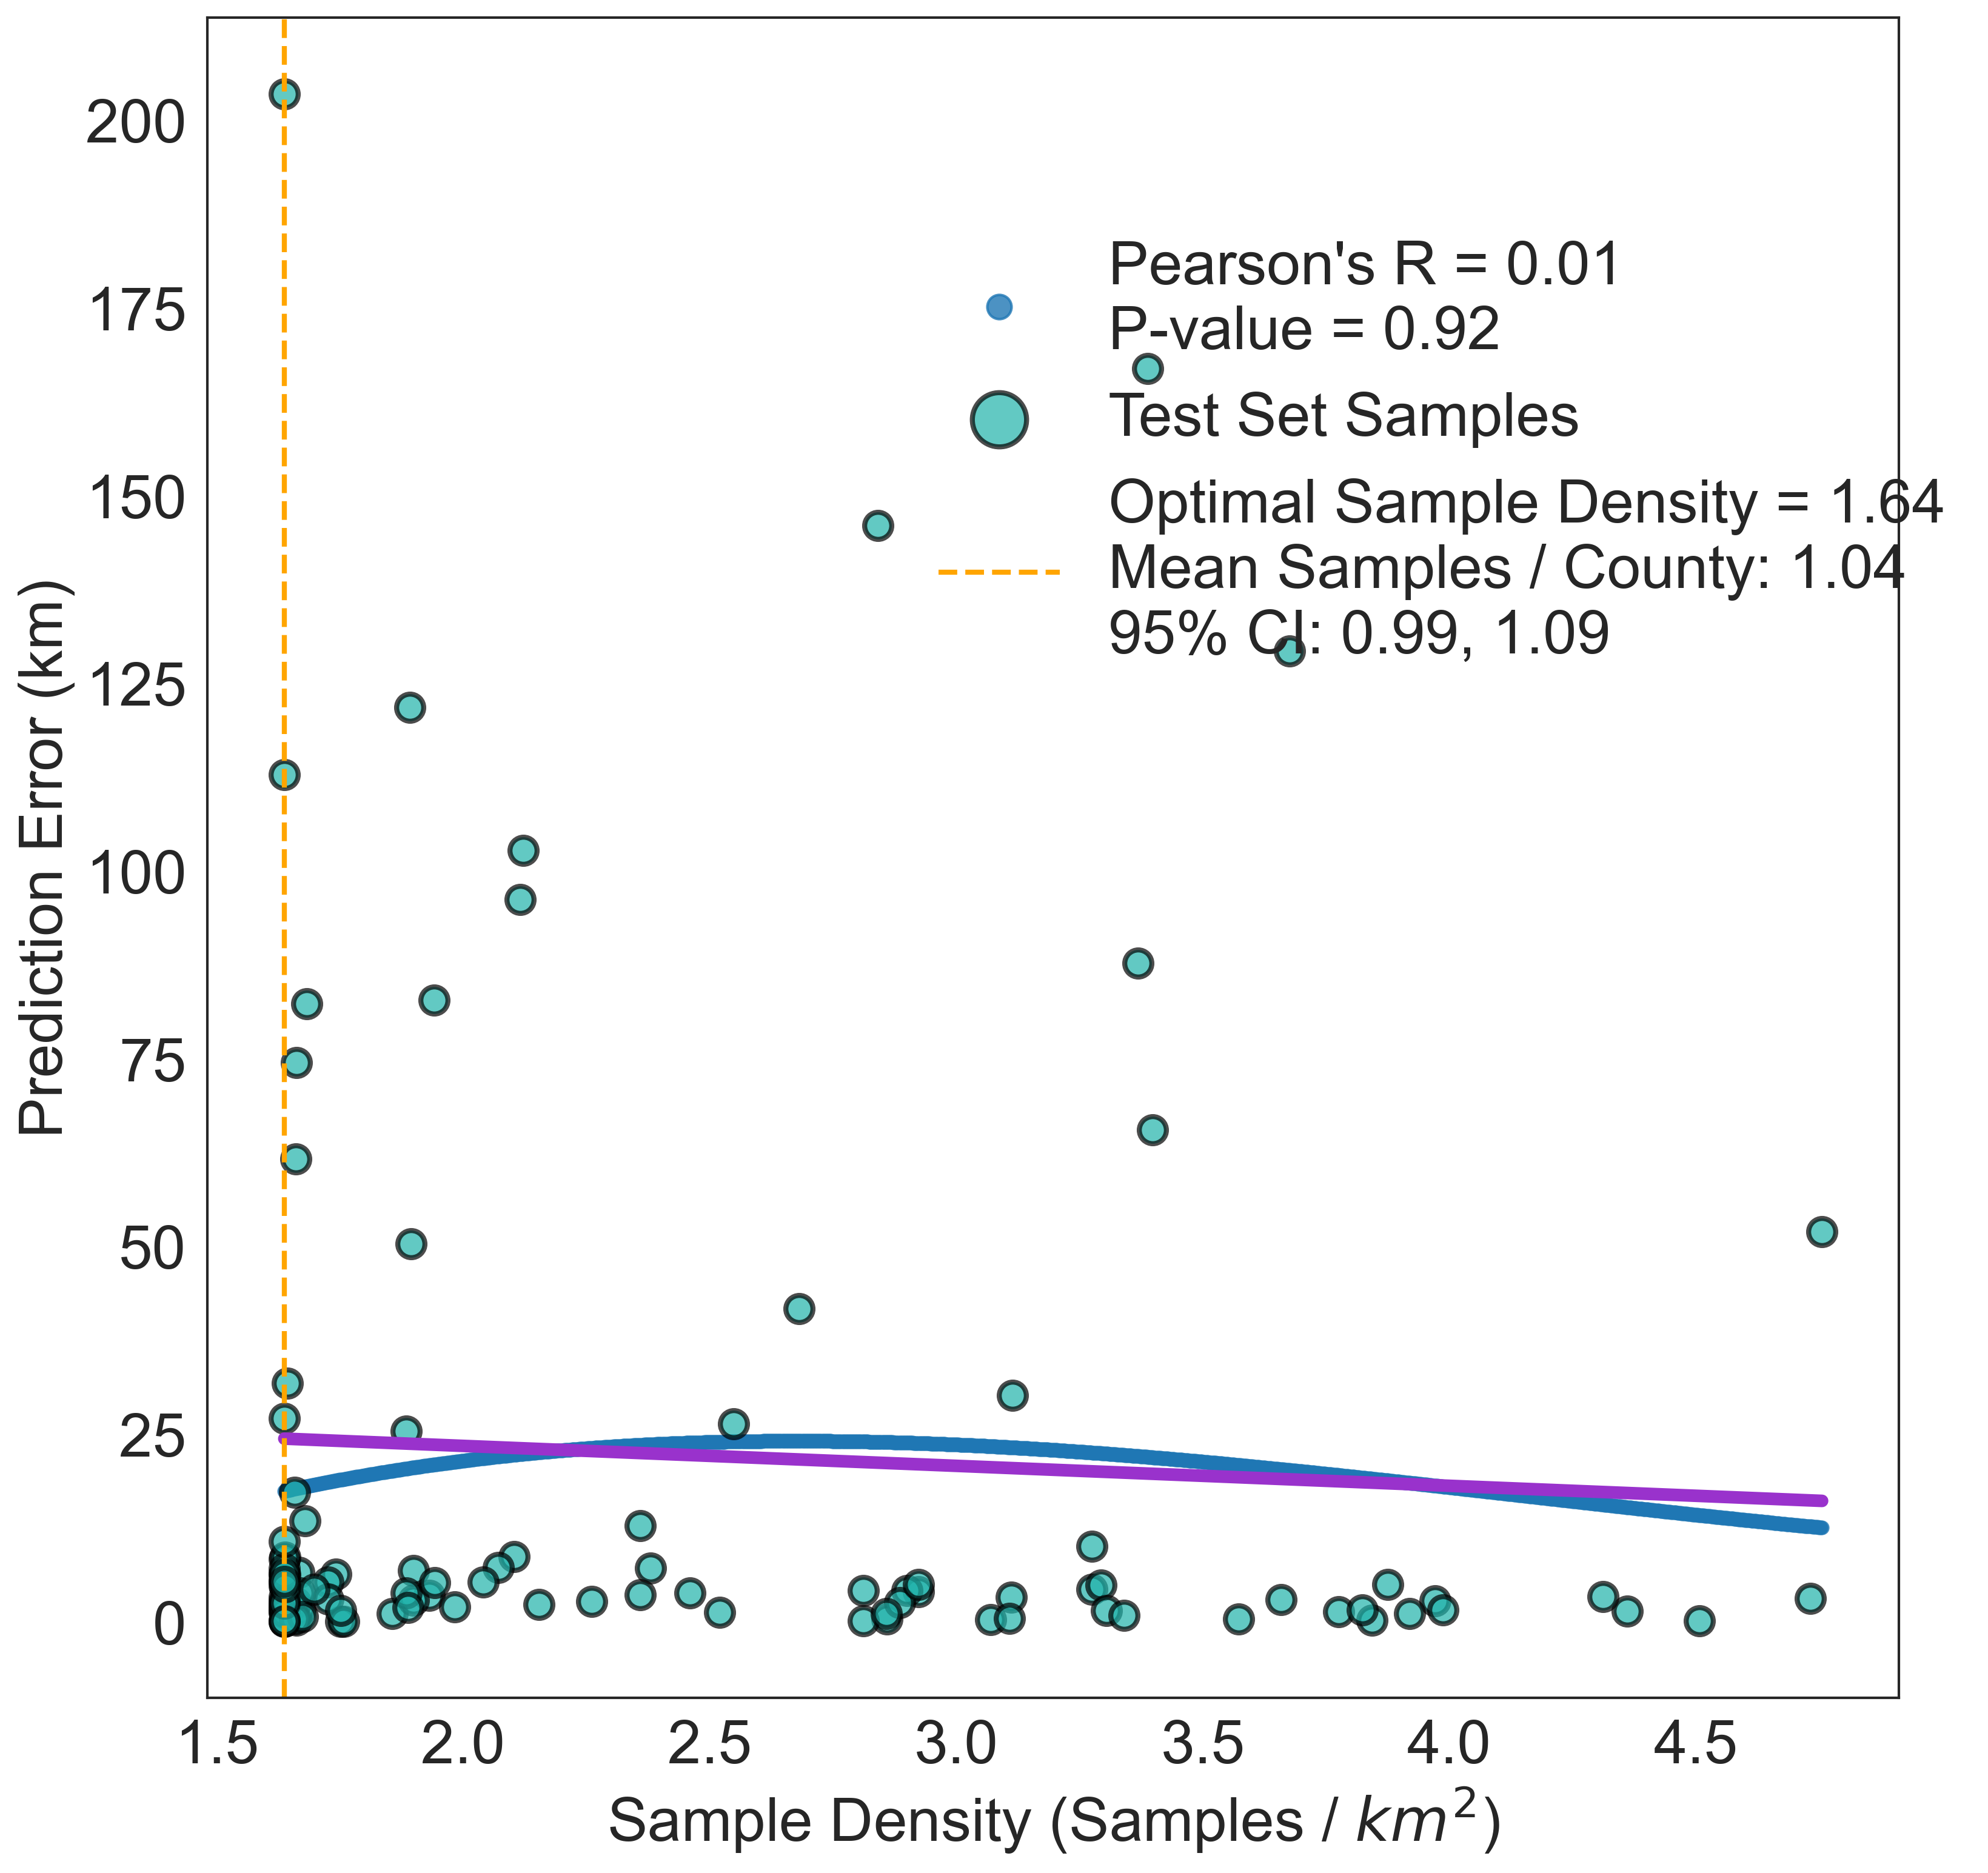 200
175
150
125
100
75
50
25
0
Prediction Error (km)
Pearson's R = 0.01
P-value = 0.92
Test Set Samples
Optimal Sample Density = 1.64
Mean Samples / County: 1.04
95% CI: 0.99, 1.09
1.5 2.0 2.5 3.0 3.5 4.0 4.5
Sample Density (Samples / km²)